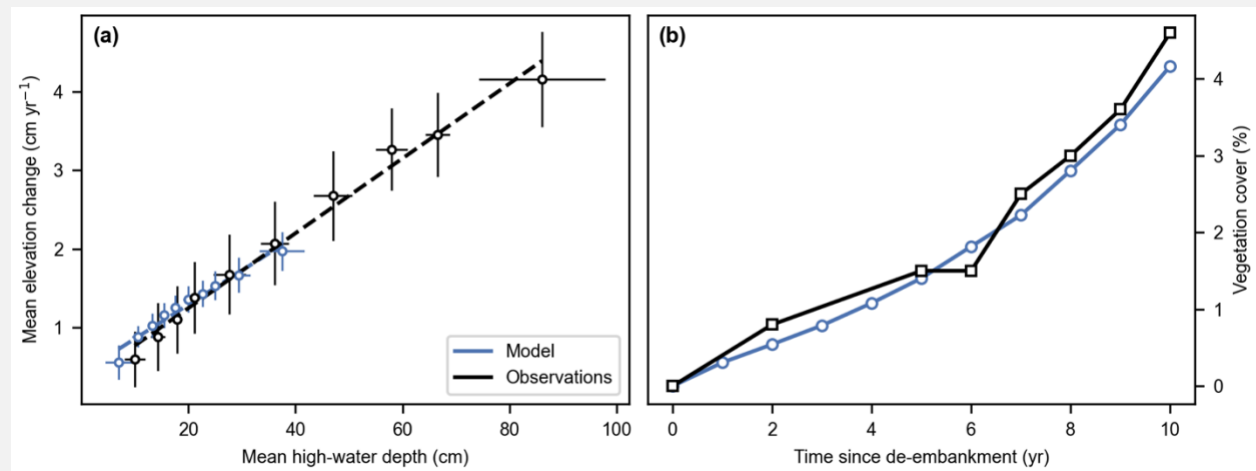 (a)
Mean elevation change (cm yr⁻¹)
4
3
2
1
20 40 60 80 100
Mean high-water depth (cm)
Model
Observations
(b)
4
3
2
1
0
Vegetation cover (%)
0 2 4 6 8 10
Time since de-embankment (yr)